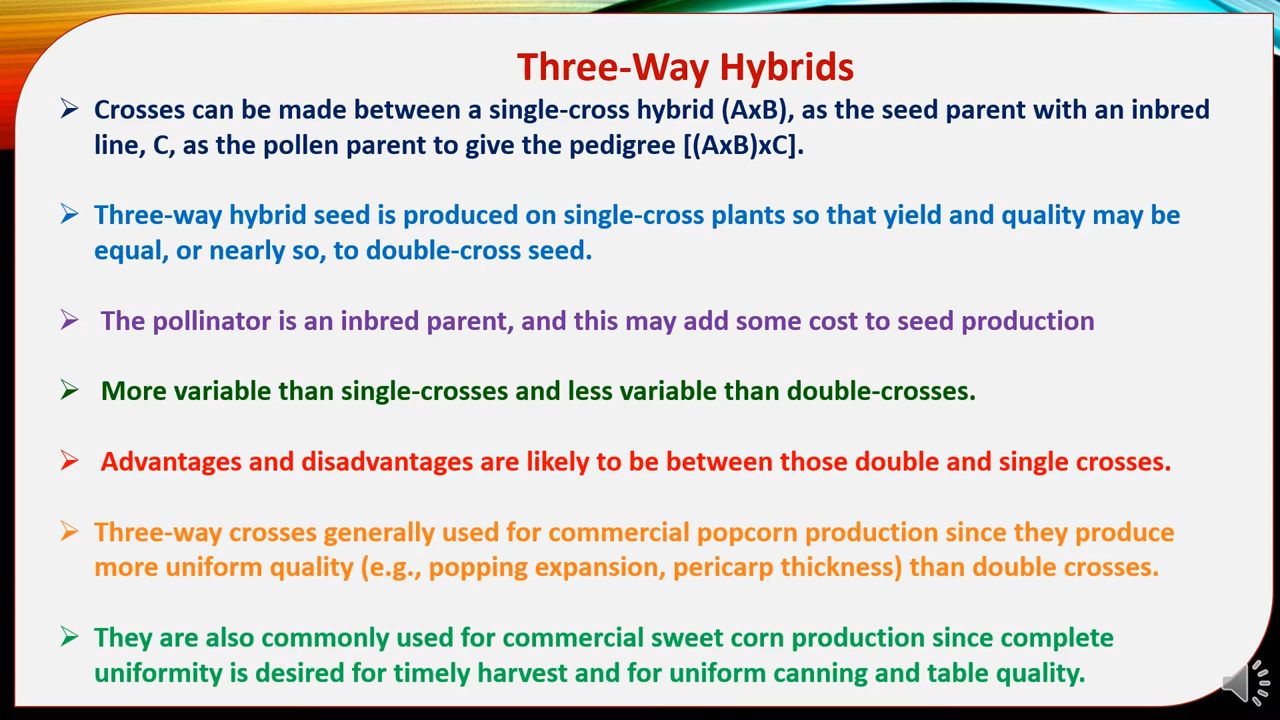 Three-Way Hybrids
➢ Crosses can be made between a single-cross hybrid (AxB), as the seed parent with an inbred
line, C, as the pollen parent to give the pedigree [(AxB)xC].
➢ Three-way hybrid seed is produced on single-cross plants so that yield and quality may be
equal, or nearly so, to double-cross seed.
➢ The pollinator is an inbred parent, and this may add some cost to seed production
➢ More variable than single-crosses and less variable than double-crosses.
➢ Advantages and disadvantages are likely to be between those double and single crosses.
➢ Three-way crosses generally used for commercial popcorn production since they produce
more uniform quality (e.g., popping expansion, pericarp thickness) than double crosses.
➢ They are also commonly used for commercial sweet corn production since complete
uniformity is desired for timely harvest and for uniform canning and table quality.